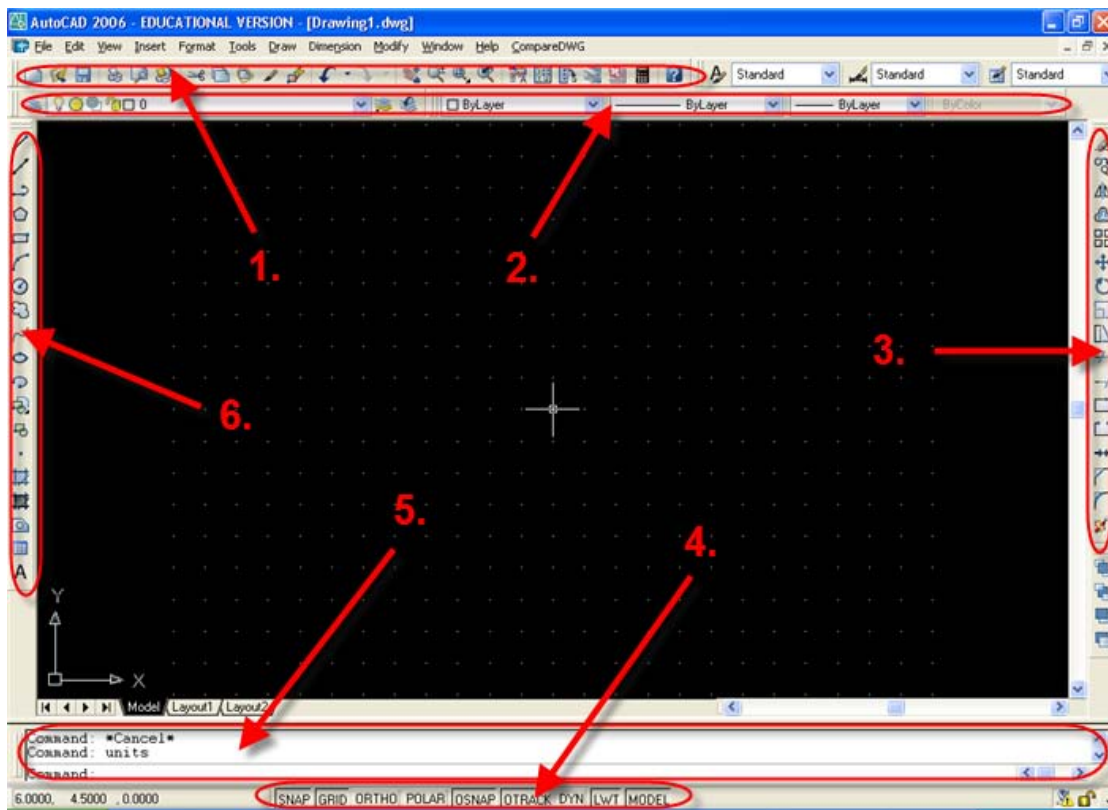 AutoCAD 2006 - EDUCATIONAL VERSION - [Drawing1.dwg]
File Edit View Insert Format Tools Draw Dimension Modify Window Help CompareDWG
Standard Standard Standard
0 ByLayer ByLayer ByLayer ByColor
1.
2.
3.
6.
5.
4.
A
Y
X
Model Layout1 Layout2
Command: *Cancel*
Command: units
Command:
6.0000, 4.5000 , 0.0000 SNAP GRID ORTHO POLAR OSNAP OTRACK DYN LWT MODEL